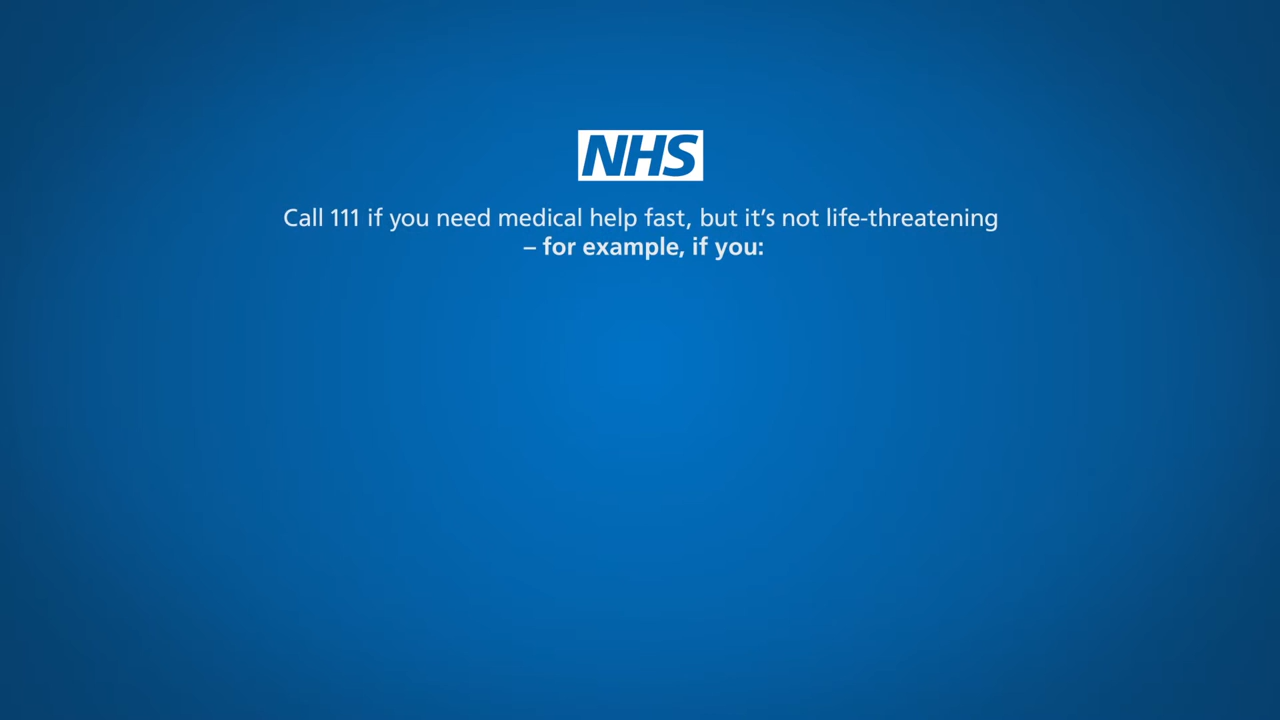 NHS
Call 111 if you need medical help fast, but it’s not life-threatening
– for example, if you: